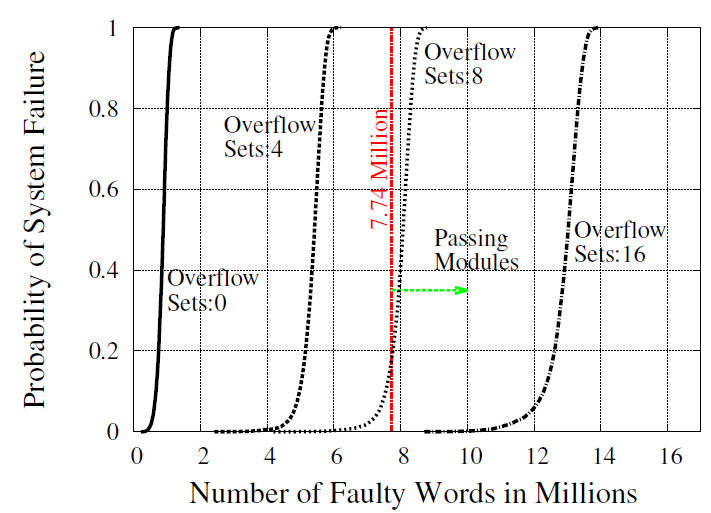 Probability of System Failure
1
0.8
0.6
0.4
0.2
0
Overflow
Sets:0
Overflow
Sets:4
7.74 Million
Overflow
Sets:8
Passing
Modules
Overflow
Sets:16
0 2 4 6 8 10 12 14 16
Number of Faulty Words in Millions